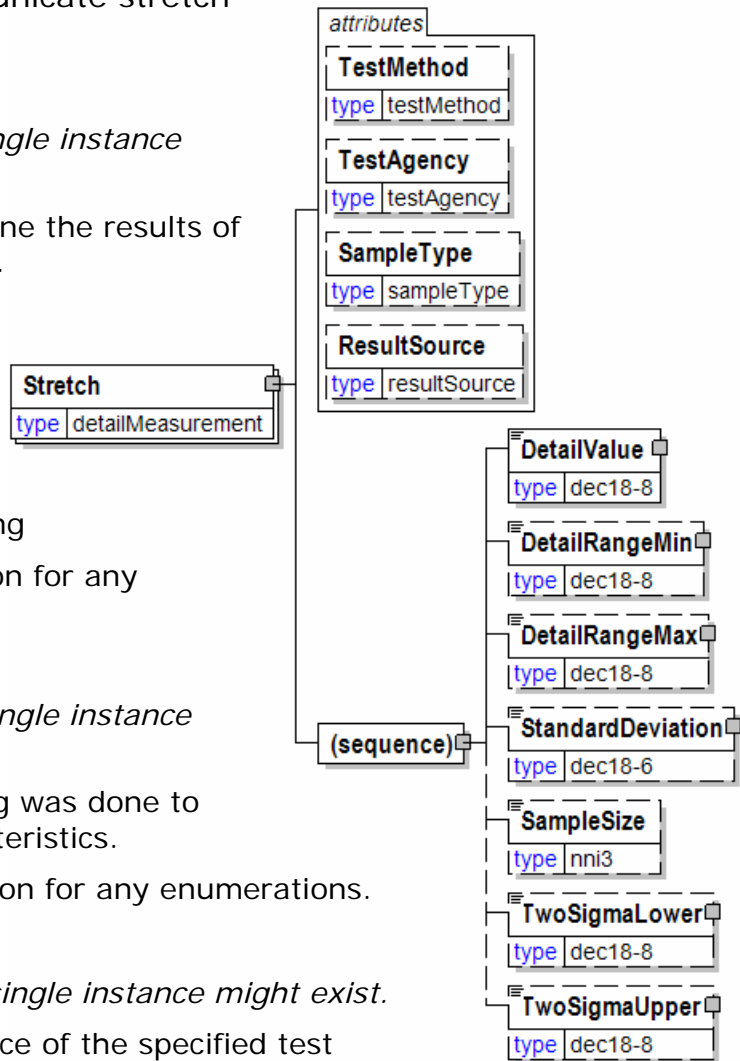 stretch
attributes
TestMethod
type testMethod
ngle instance
TestAgency
type testAgency
ne the results of
SampleType
type sampleType
ResultSource
type resultSource
Stretch
type detailMeasurement
DetailValue
type dec18-8
ng
DetailRangeMin
on for any
type dec18-8
DetailRangeMax
type dec18-8
ngle instance
StandardDeviation
(sequence)
type dec18-6
g was done to
SampleSize
teristics.
type nni3
on for any enumerations.
TwoSigmaLower
type dec18-8
single instance might exist.
TwoSigmaUpper
ce of the specified test
type dec18-8